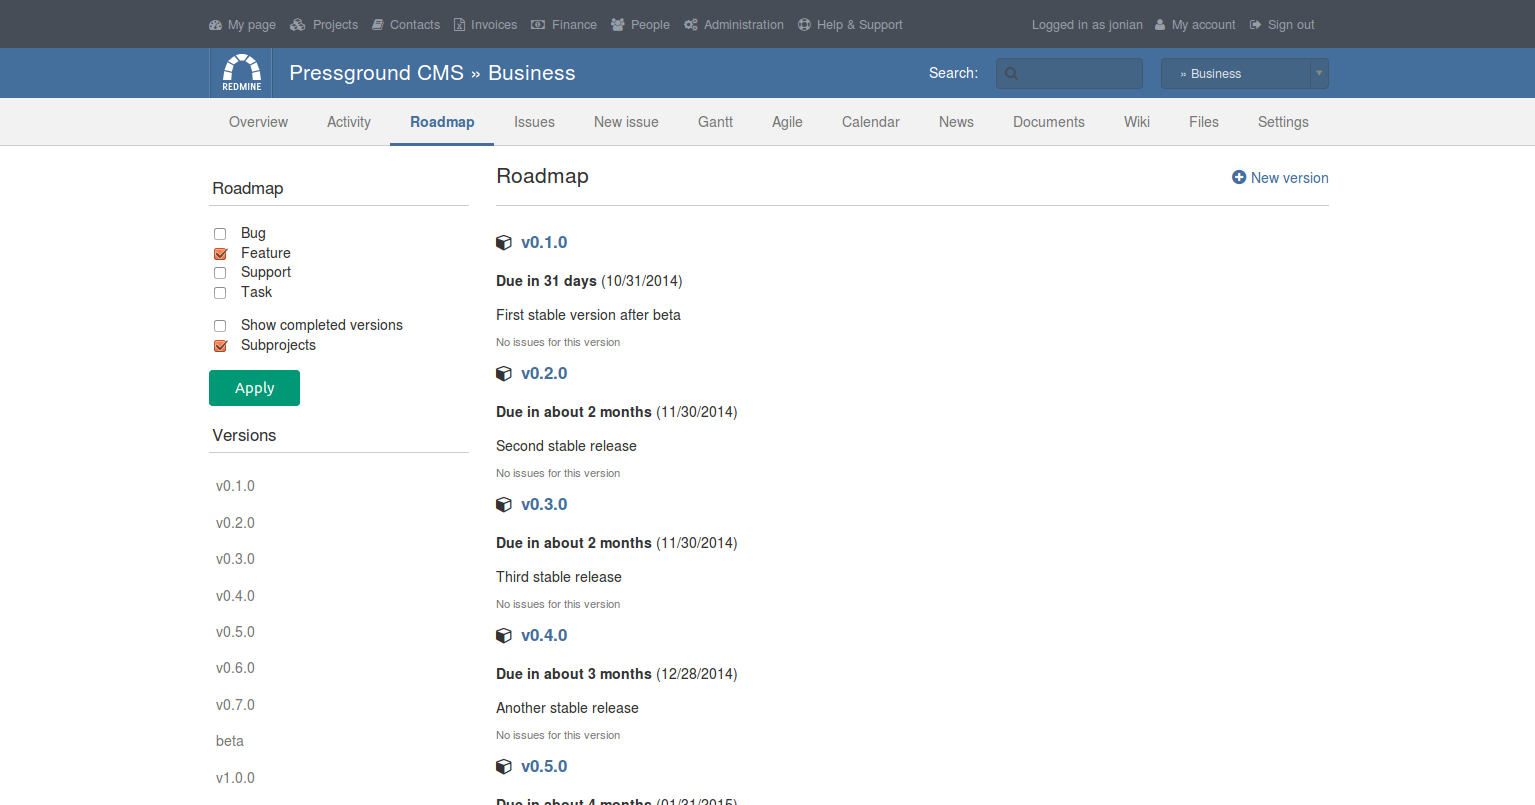 My page Projects Contacts Invoices Finance People Administration Help & Support Logged in as jonian My account Sign out
REDMINE
Pressground CMS » Business
Search:
» Business
Overview Activity Roadmap Issues New issue Gantt Agile Calendar News Documents Wiki Files Settings
Roadmap
Bug
Feature
Support
Task
Show completed versions
Subprojects
Apply
Versions
v0.1.0
v0.2.0
v0.3.0
v0.4.0
v0.5.0
v0.6.0
v0.7.0
beta
v1.0.0
Roadmap
New version
v0.1.0
Due in 31 days (10/31/2014)
First stable version after beta
No issues for this version
v0.2.0
Due in about 2 months (11/30/2014)
Second stable release
No issues for this version
v0.3.0
Due in about 2 months (11/30/2014)
Third stable release
No issues for this version
v0.4.0
Due in about 3 months (12/28/2014)
Another stable release
No issues for this version
v0.5.0
Due in about 4 months (01/31/2015)